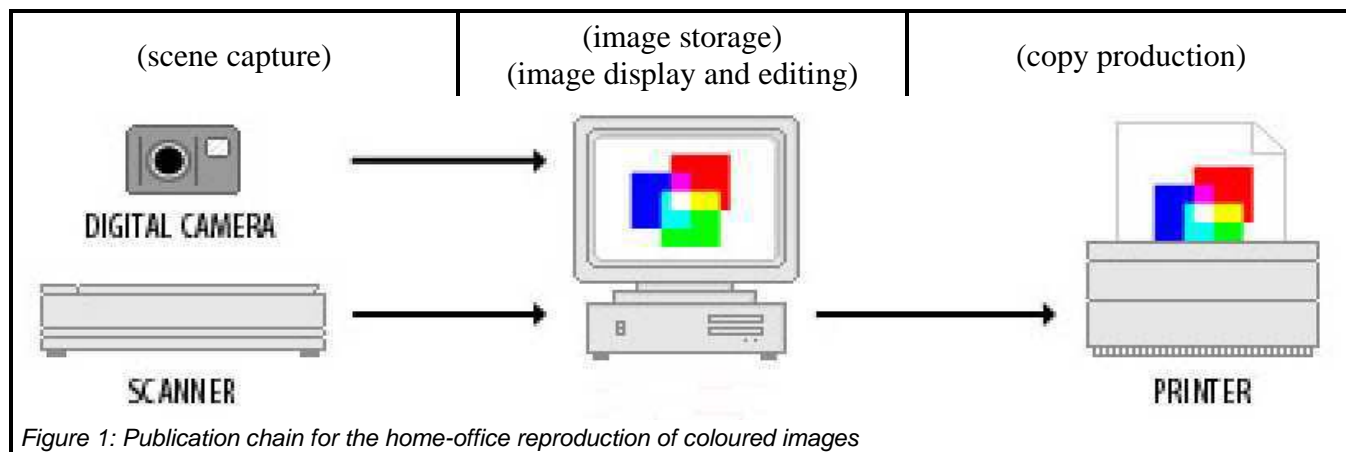 (scene capture)
(image storage)
(image display and editing)
(copy production)
DIGITAL CAMERA
SCANNER
PRINTER
Figure 1: Publication chain for the home-office reproduction of coloured images